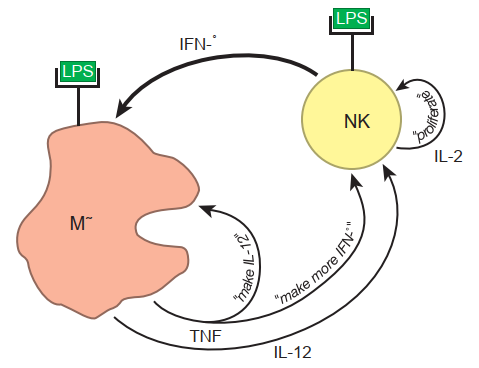 LPS
IFN-˚
LPS
NK
"proliferate"
IL-2
M˜
"make IL-12"
"make more IFN-˚"
TNF
IL-12